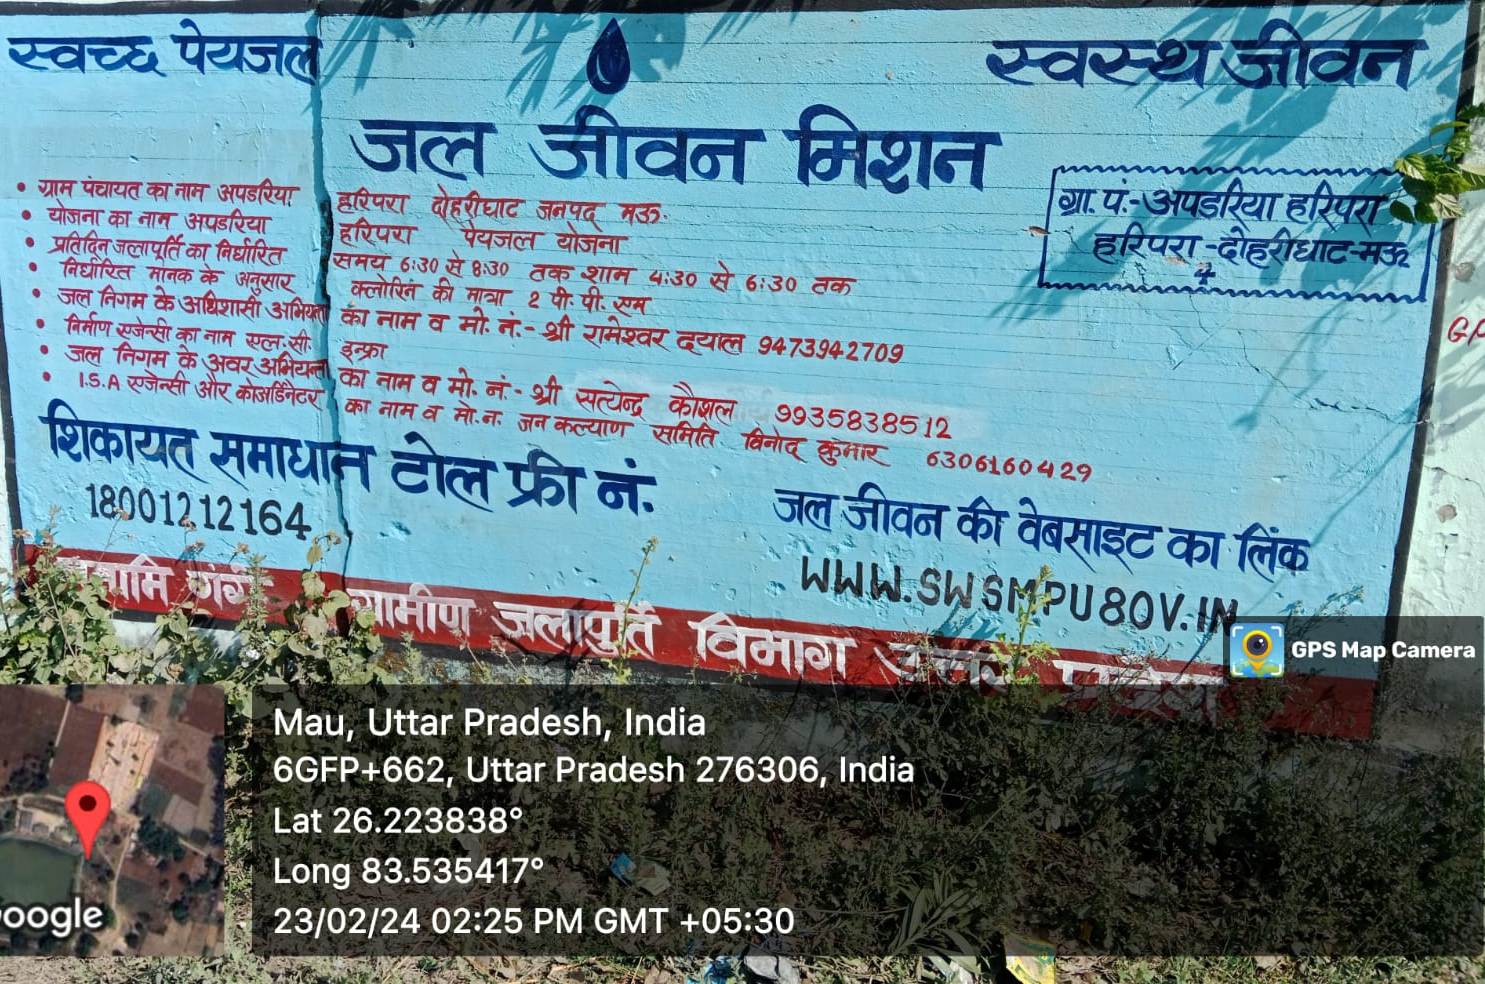 स्वच्छ पेयजल
स्वस्थ जीवन
जल जीवन मिशन
ग्रा. पं.-अपडरिया हरिपरा
हरिपरा-दोहरीघाट-मऊ
• ग्राम पंचायत का नाम अपडरिया हरिपरा दोहरीघाट जनपद मऊ.
• योजना का नाम अपडरिया हरिपरा पेयजल योजना
• प्रतिदिन जलापूर्ति का निर्धारित समय 6:30 से 8:30 तक शाम 4:30 से 6:30 तक
• निर्धारित मानक के अनुसार क्लोरिन की मात्रा 2 पी. पी. एम
• जल निगम के अधिशासी अभियंता का नाम व मो. नं.- श्री रामेश्वर दयाल 9473942709
• निर्माण एजेन्सी का नाम एल.सी. इन्फ्रा
• जल निगम के अवर अभियन्ता का नाम व मो. नं.- श्री सत्येन्द्र कौशल 9935838512
• I.S.A एजेन्सी और कोआर्डिनेटर का नाम व मो.न. जन कल्याण समिति विनोद कुमार 6306160429
शिकायत समाधान टोल फ्री नं.
18001212164
जल जीवन की वेबसाइट का लिंक
WWW.SWSMPU80V.IN
ग्रामीण जलापूर्ति विभाग
GPS Map Camera
Mau, Uttar Pradesh, India
6GFP+662, Uttar Pradesh 276306, India
Lat 26.223838°
Long 83.535417°
23/02/24 02:25 PM GMT +05:30
oogle